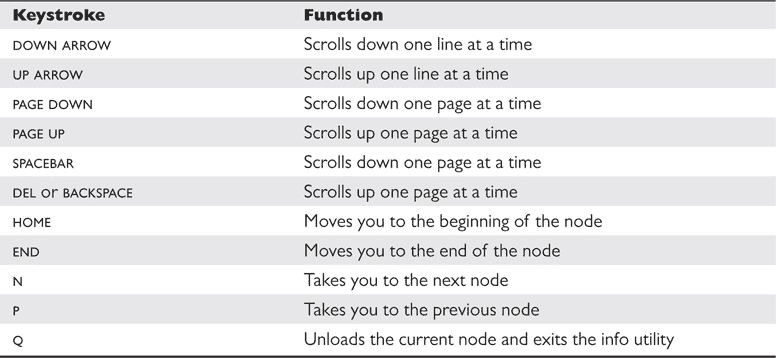 Keystroke Function
DOWN ARROW Scrolls down one line at a time
UP ARROW Scrolls up one line at a time
PAGE DOWN Scrolls down one page at a time
PAGE UP Scrolls up one page at a time
SPACEBAR Scrolls down one page at a time
DEL or BACKSPACE Scrolls up one page at a time
HOME Moves you to the beginning of the node
END Moves you to the end of the node
N Takes you to the next node
P Takes you to the previous node
Q Unloads the current node and exits the info utility